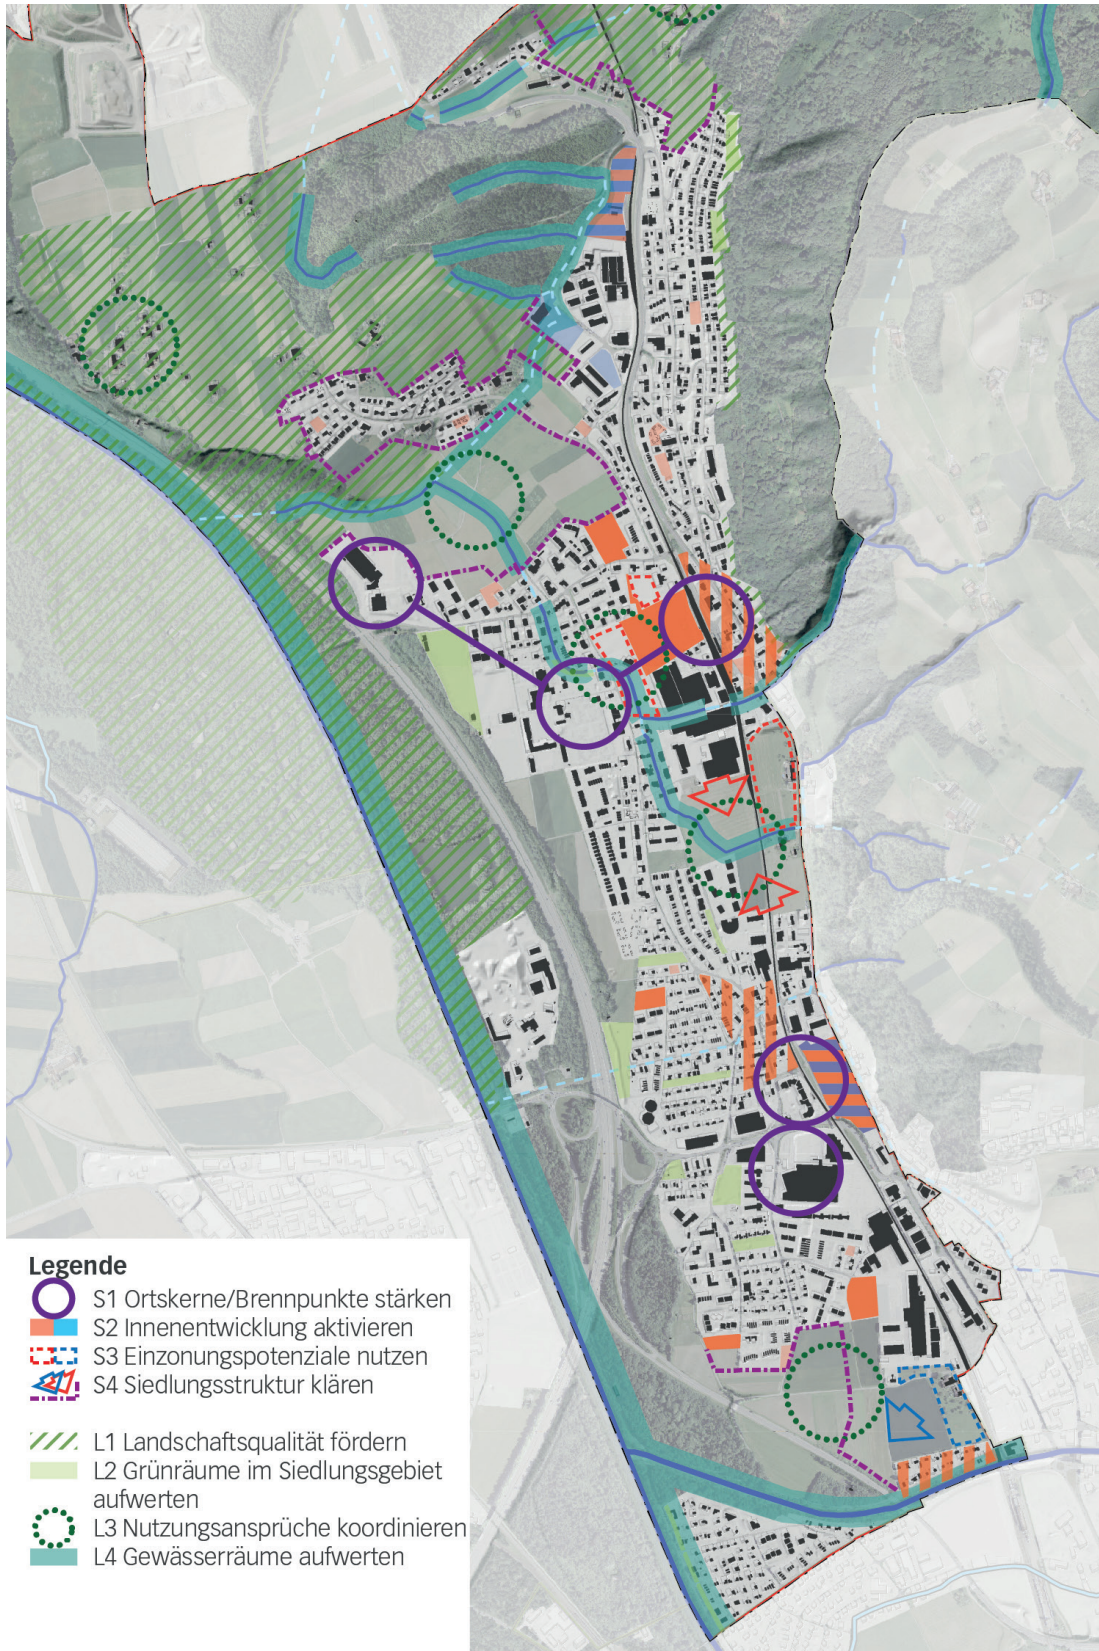 Legende
S1 Ortskerne/Brennpunkte stärken
S2 Innenentwicklung aktivieren
S3 Einzonungspotenziale nutzen
S4 Siedlungsstruktur klären
L1 Landschaftsqualität fördern
L2 Grünräume im Siedlungsgebiet
aufwerten
L3 Nutzungsansprüche koordinieren
L4 Gewässerräume aufwerten